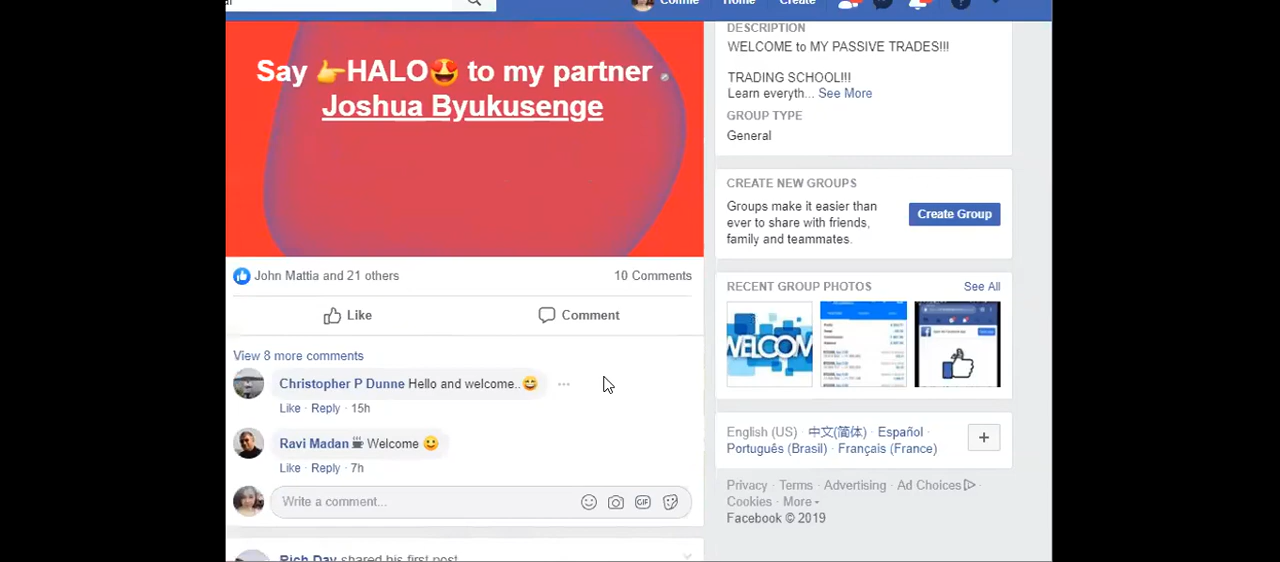 Connie Home Create
Say 👉HALO😍 to my partner
Joshua Byukusenge
John Mattia and 21 others 10 Comments
Like Comment
View 8 more comments
Christopher P Dunne Hello and welcome..😄
Like · Reply · 15h
Ravi Madan ☕ Welcome 🙂
Like · Reply · 7h
Write a comment...
GIF
Rich Day shared his first post.
DESCRIPTION
WELCOME to MY PASSIVE TRADES!!!
TRADING SCHOOL!!!
Learn everyth... See More
GROUP TYPE
General
CREATE NEW GROUPS
Groups make it easier than
ever to share with friends,
family and teammates.
Create Group
RECENT GROUP PHOTOS See All
WELCOM
English (US) · 中文(简体) · Español ·
Português (Brasil) · Français (France)
Privacy · Terms · Advertising · Ad Choices ·
Cookies · More
Facebook © 2019